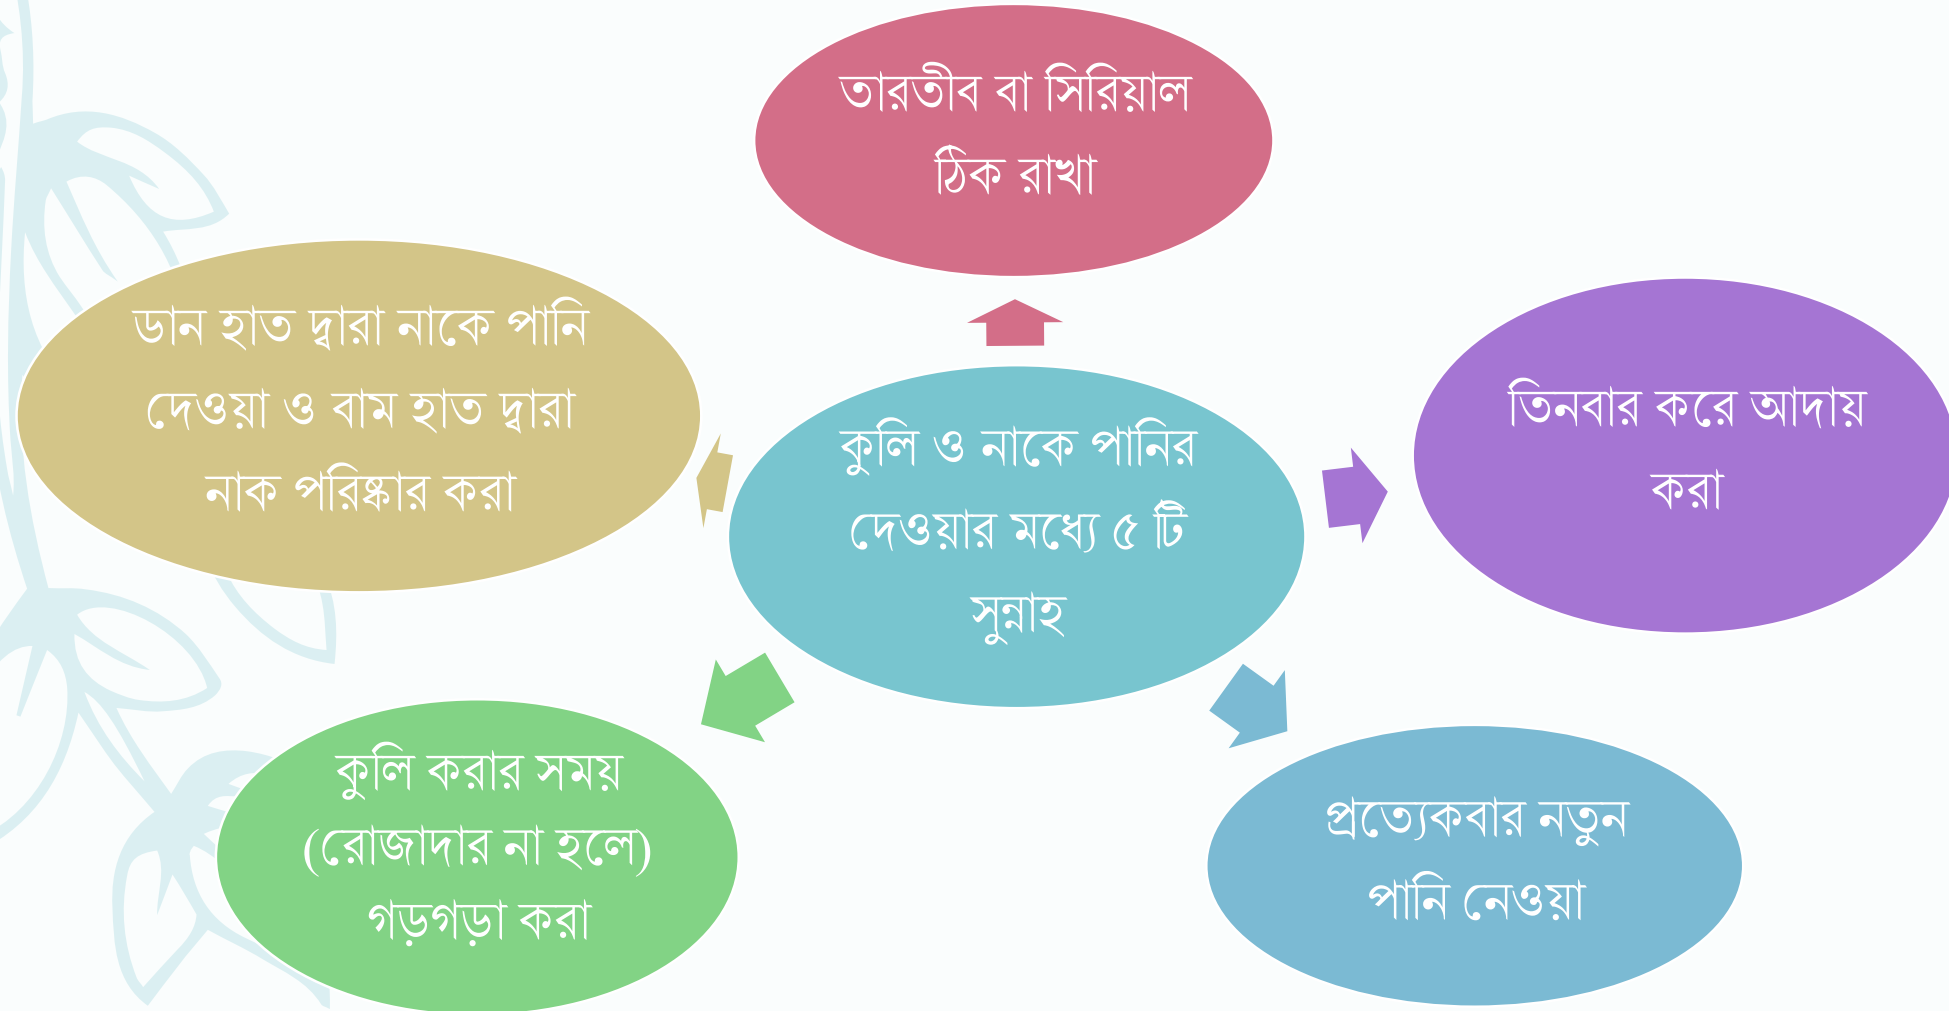 তারতীব বা সিরিয়াল
ঠিক রাখা
ডান হাত দ্বারা নাকে পানি
দেওয়া ও বাম হাত দ্বারা
নাক পরিষ্কার করা
কুলি ও নাকে পানির
দেওয়ার মধ্যে ৫ টি
সুন্নাহ
তিনবার করে আদায়
করা
কুলি করার সময়
(রোজাদার না হলে)
গড়গড়া করা
প্রত্যেকবার নতুন
পানি নেওয়া